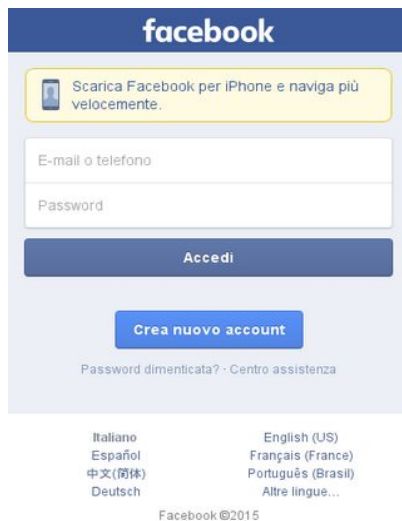 facebook
Scarica Facebook per iPhone e naviga più
velocemente.
E-mail o telefono
Password
Accedi
Crea nuovo account
Password dimenticata? · Centro assistenza
Italiano English (US)
Español Français (France)
中文(简体) Português (Brasil)
Deutsch Altre lingue...
Facebook ©2015